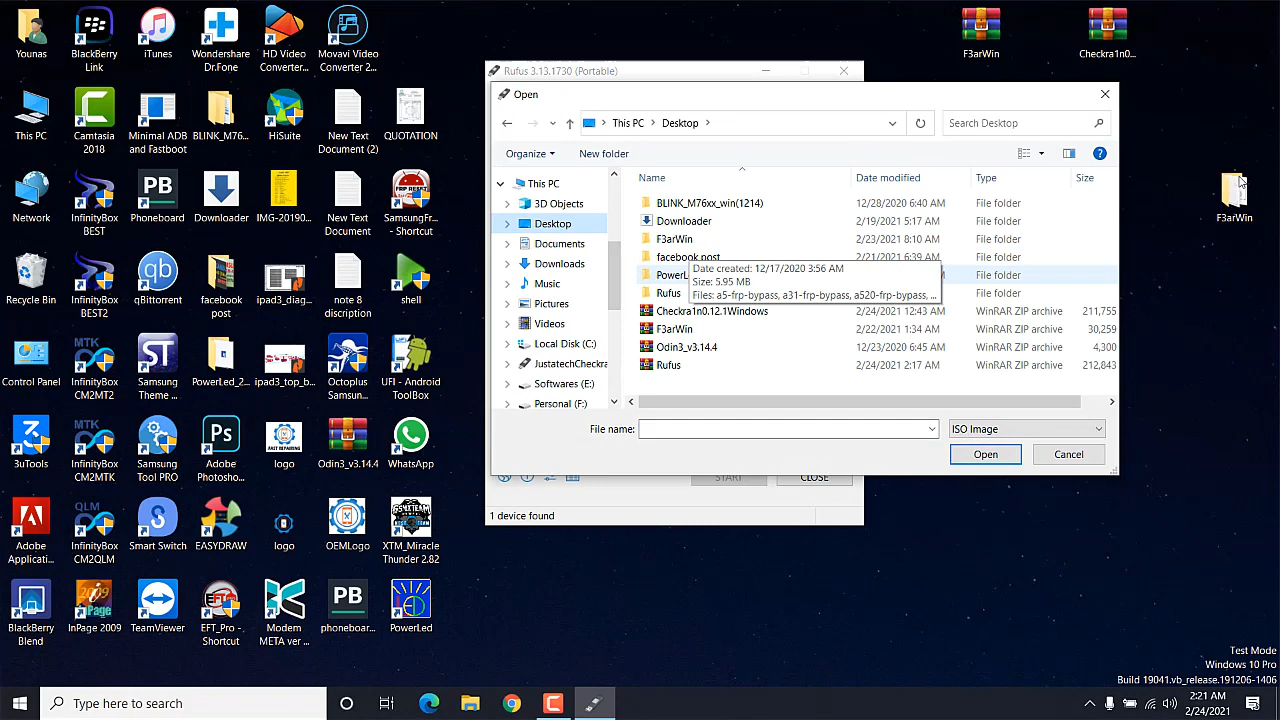 Younas
BlackBerry Link
iTunes
Wondershare Dr.Fone
HD Video Converter...
Movavi Video Converter 2...
F3arWin
Checkra1n0...
This PC
Camtasia 2018
Minimal ADB and Fastboot
BLINK_M76...
HiSuite
New Text Document (2)
QUOTATION
Network
InfinityBox BEST
Phoneboard
Downloader
IMG-20190...
New Text Document
SamsungFr... - Shortcut
F3arWin
Recycle Bin
InfinityBox BEST2
qBittorrent
facebook post
ipad3_diag...
note 8 discription
shell
Control Panel
InfinityBox CM2MT2
Samsung Theme ...
PowerLed_2...
ipad3_top_b...
Octoplus Samsun...
UFI - Android ToolBox
3uTools
InfinityBox CM2MTK
Samsung Tool PRO
Adobe Photosho...
logo
Odin3_v3.14.4
WhatsApp
Adobe Applicati...
InfinityBox CM2QLM
Smart Switch
EASYDRAW
logo
OEMLogo
XTM_Miracle Thunder 2.82
BlackBerry Blend
InPage 2009
TeamViewer
EFT_Pro - Shortcut
Modem META ver ...
phoneboar...
PowerLed
Rufus 3.13.1730 (Portable)
Open
This PC > Desktop >
Search Desktop
Organize
New folder
Name Date modified Type Size
This PC
3D Objects
Desktop
Documents
Downloads
Music
Pictures
Videos
Local Disk (C:)
JustatechCheckra
Softwares (E:)
Personal (F:)
BLINK_M76xx_win(1214) 12/28/2020 6:40 AM File folder
Downloader 2/19/2021 5:17 AM File folder
F3arWin 2/23/2021 8:10 AM File folder
facebook post 2/21/2021 6:39 AM File folder
PowerL File folder
Rufus File folder
Date created: 12/17/2020 3:56 AM
Size: 5.95 MB
Files: a5-frp-bypass, a31-frp-bypass, a520-frp-bypass, ...
Checkra1n0.12.1Windows 2/24/2021 12:43 AM WinRAR ZIP archive 211,755
F3arWin 2/22/2021 1:34 AM WinRAR ZIP archive 30,259
Odin3_v3.14.4 12/23/2020 6:45 AM WinRAR ZIP archive 4,300
Rufus 2/24/2021 2:17 AM WinRAR ZIP archive 212,843
File name:
ISO Image
Open
Cancel
START
CLOSE
1 device found
Test Mode
Windows 10 Pro
Build 19041.vb_release.191206-1406
Type here to search
2:21 AM
2/24/2021